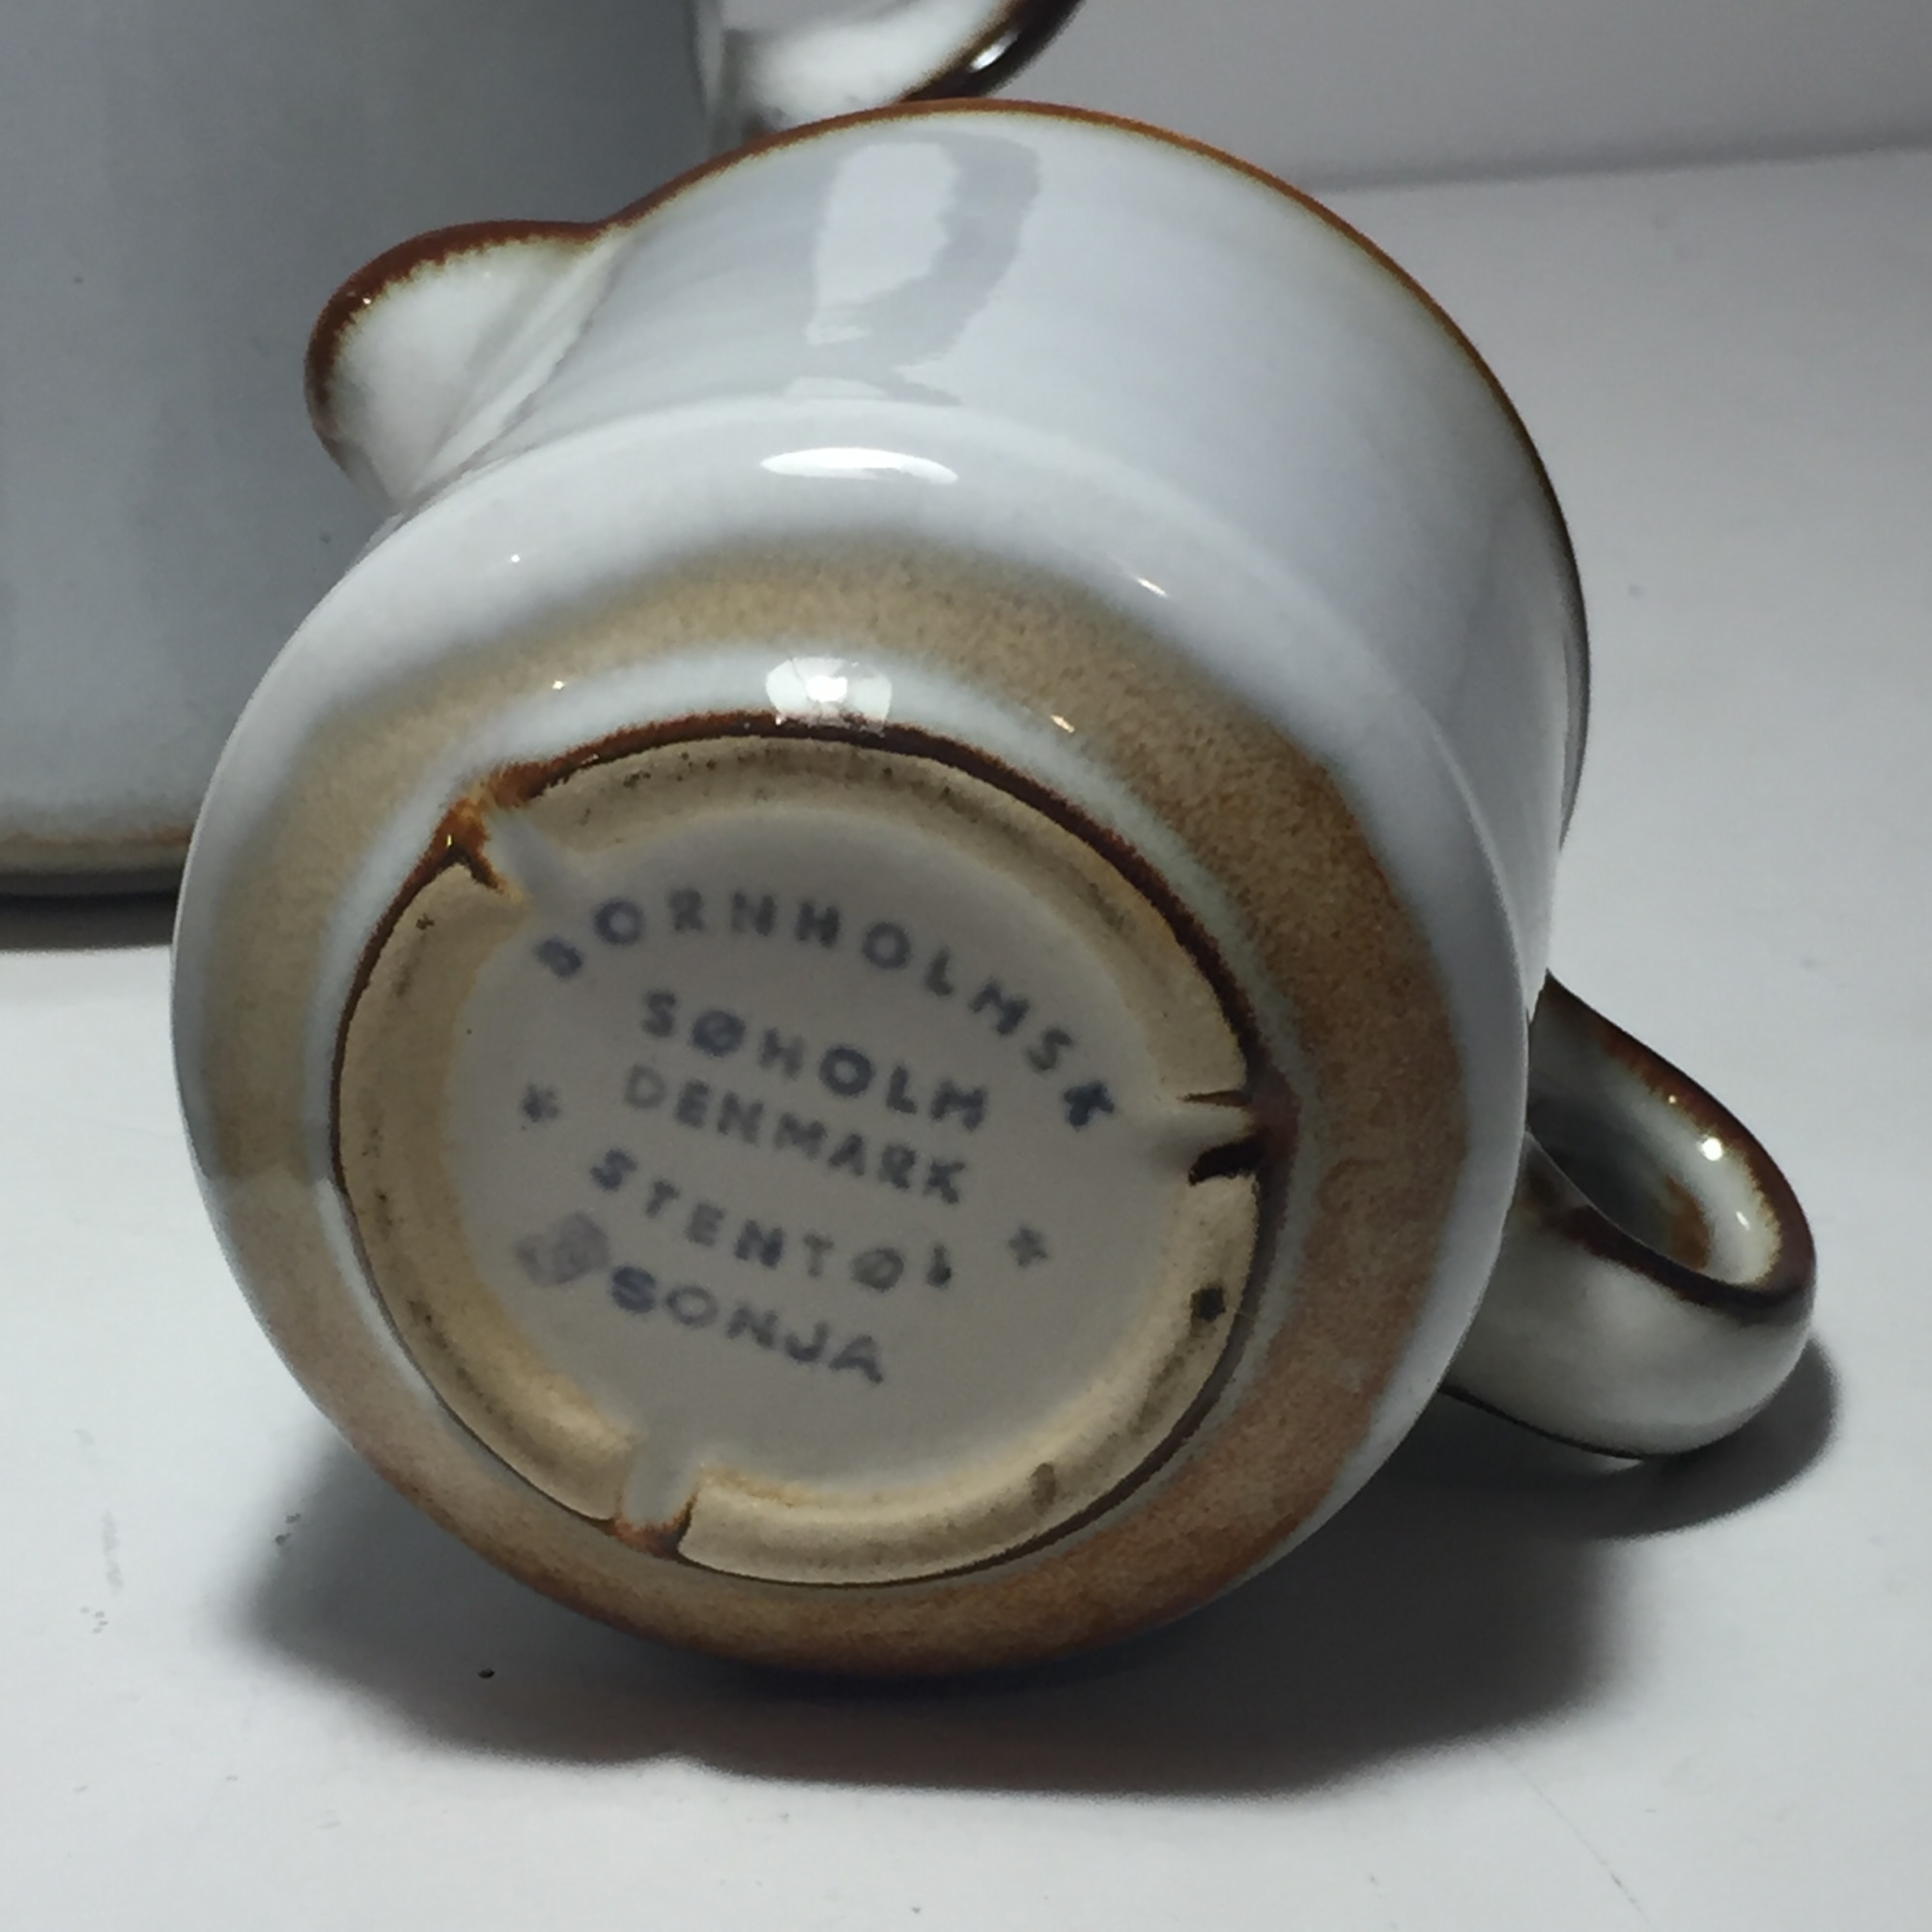 BORNHOLMSK
SØHOLM
DENMARK
* STENTØJ *
SONJA